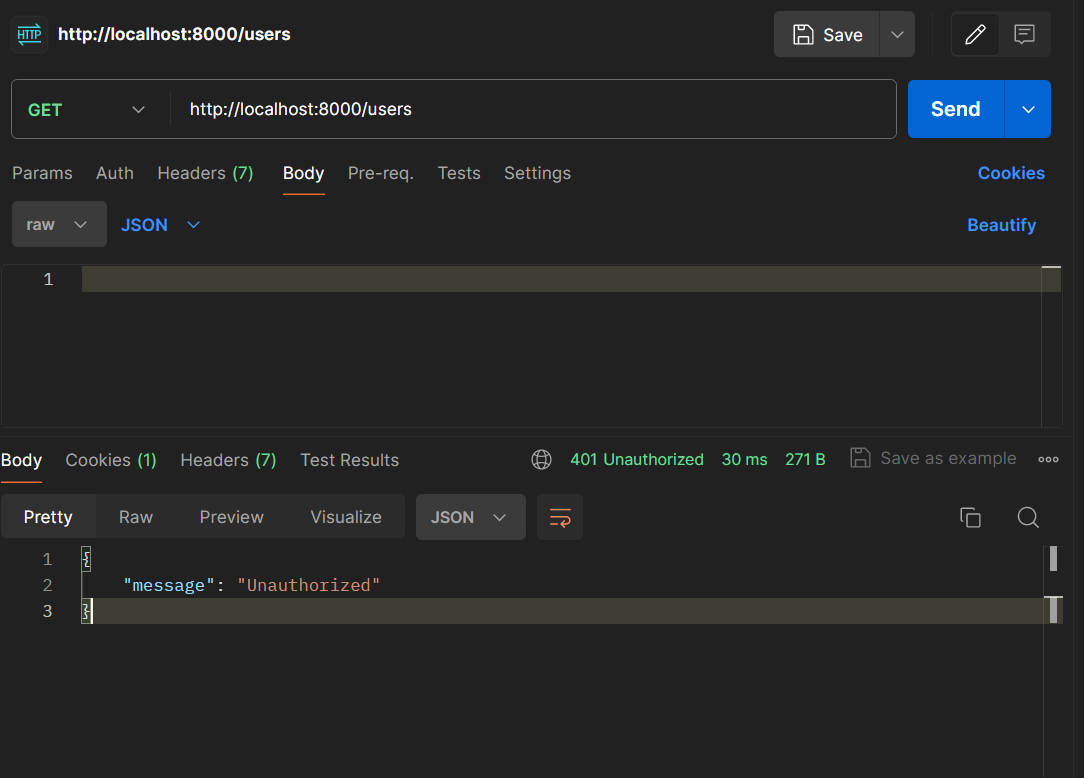 HTTP http://localhost:8000/users Save
GET http://localhost:8000/users Send
Params Auth Headers (7) Body Pre-req. Tests Settings Cookies
raw JSON Beautify
1
Body Cookies (1) Headers (7) Test Results 401 Unauthorized 30 ms 271 B Save as example
Pretty Raw Preview Visualize JSON
1 {
2 "message": "Unauthorized"
3 }